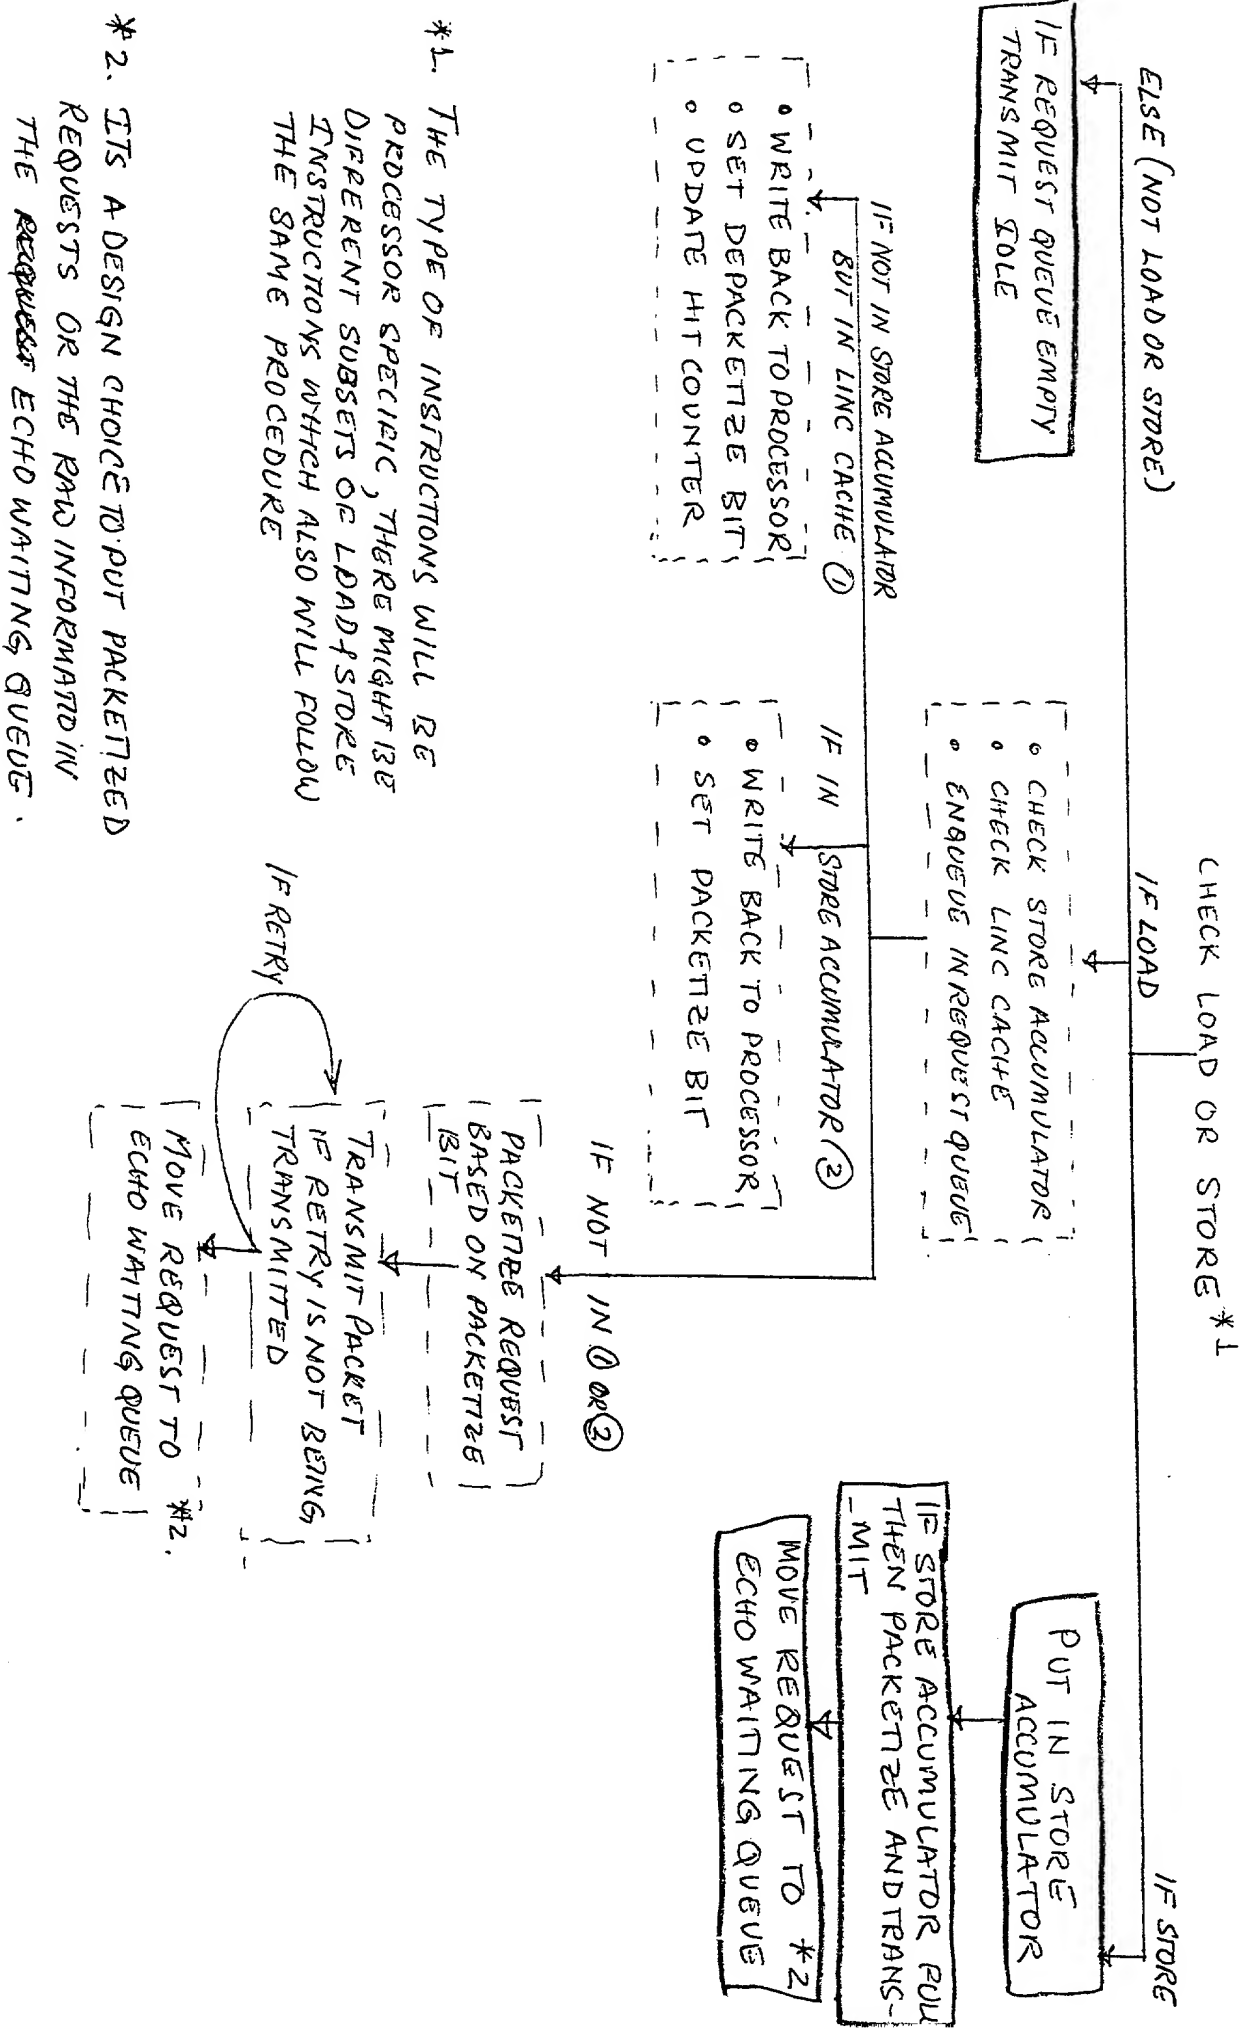 CHECK LOAD OR STORE *1
ELSE (NOT LOAD OR STORE)
IF LOAD
IF STORE
IF REQUEST QUEUE EMPTY
TRANSMIT IDLE
• CHECK STORE ACCUMULATOR
• CHECK LINC CACHE
• ENQUEUE IN REQUEST QUEUE
PUT IN STORE
ACCUMULATOR
IF STORE ACCUMULATOR FULL
THEN PACKETIZE AND TRANS-
-MIT
MOVE REQUEST TO *2
ECHO WAITING QUEUE
IF NOT IN STORE ACCUMULATOR
BUT IN LINC CACHE ①
IF IN STORE ACCUMULATOR ②
IF NOT IN ① OR ②
• WRITE BACK TO PROCESSOR
• SET DEPACKETIZE BIT
• UPDATE HIT COUNTER
• WRITE BACK TO PROCESSOR
• SET PACKETIZE BIT
PACKETIZE REQUEST
BASED ON PACKETIZE
BIT
TRANSMIT PACKET
IF RETRY IS NOT BEING
TRANSMITTED
IF RETRY
MOVE REQUEST TO *2.
ECHO WAITING QUEUE
*1. THE TYPE OF INSTRUCTIONS WILL BE
PROCESSOR SPECIFIC, THERE MIGHT BE
DIFFERENT SUBSETS OF LOAD & STORE
INSTRUCTIONS WHICH ALSO WILL FOLLOW
THE SAME PROCEDURE
*2. ITS A DESIGN CHOICE TO PUT PACKETIZED
REQUESTS OR THE RAW INFORMATION IN
THE ECHO WAITING QUEUE.